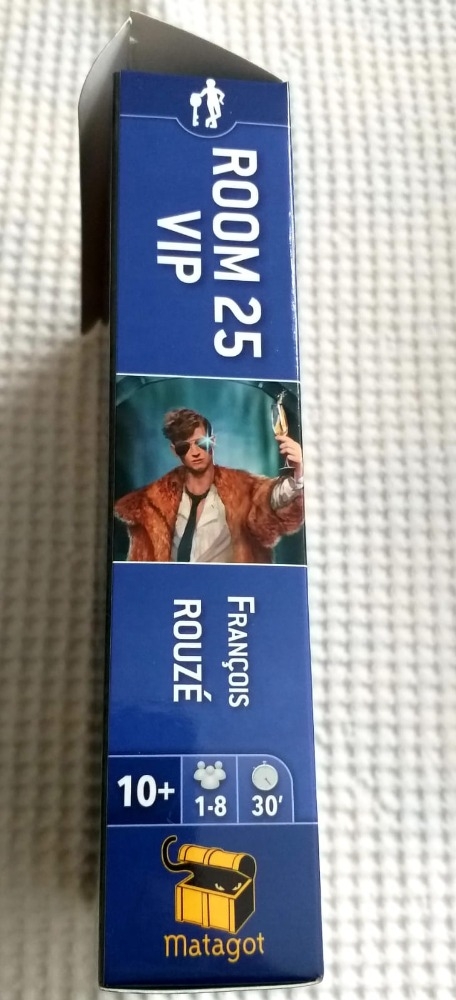 ROOM 25
VIP
FRANÇOIS
ROUZÉ
10+
1-8
30'
matagot